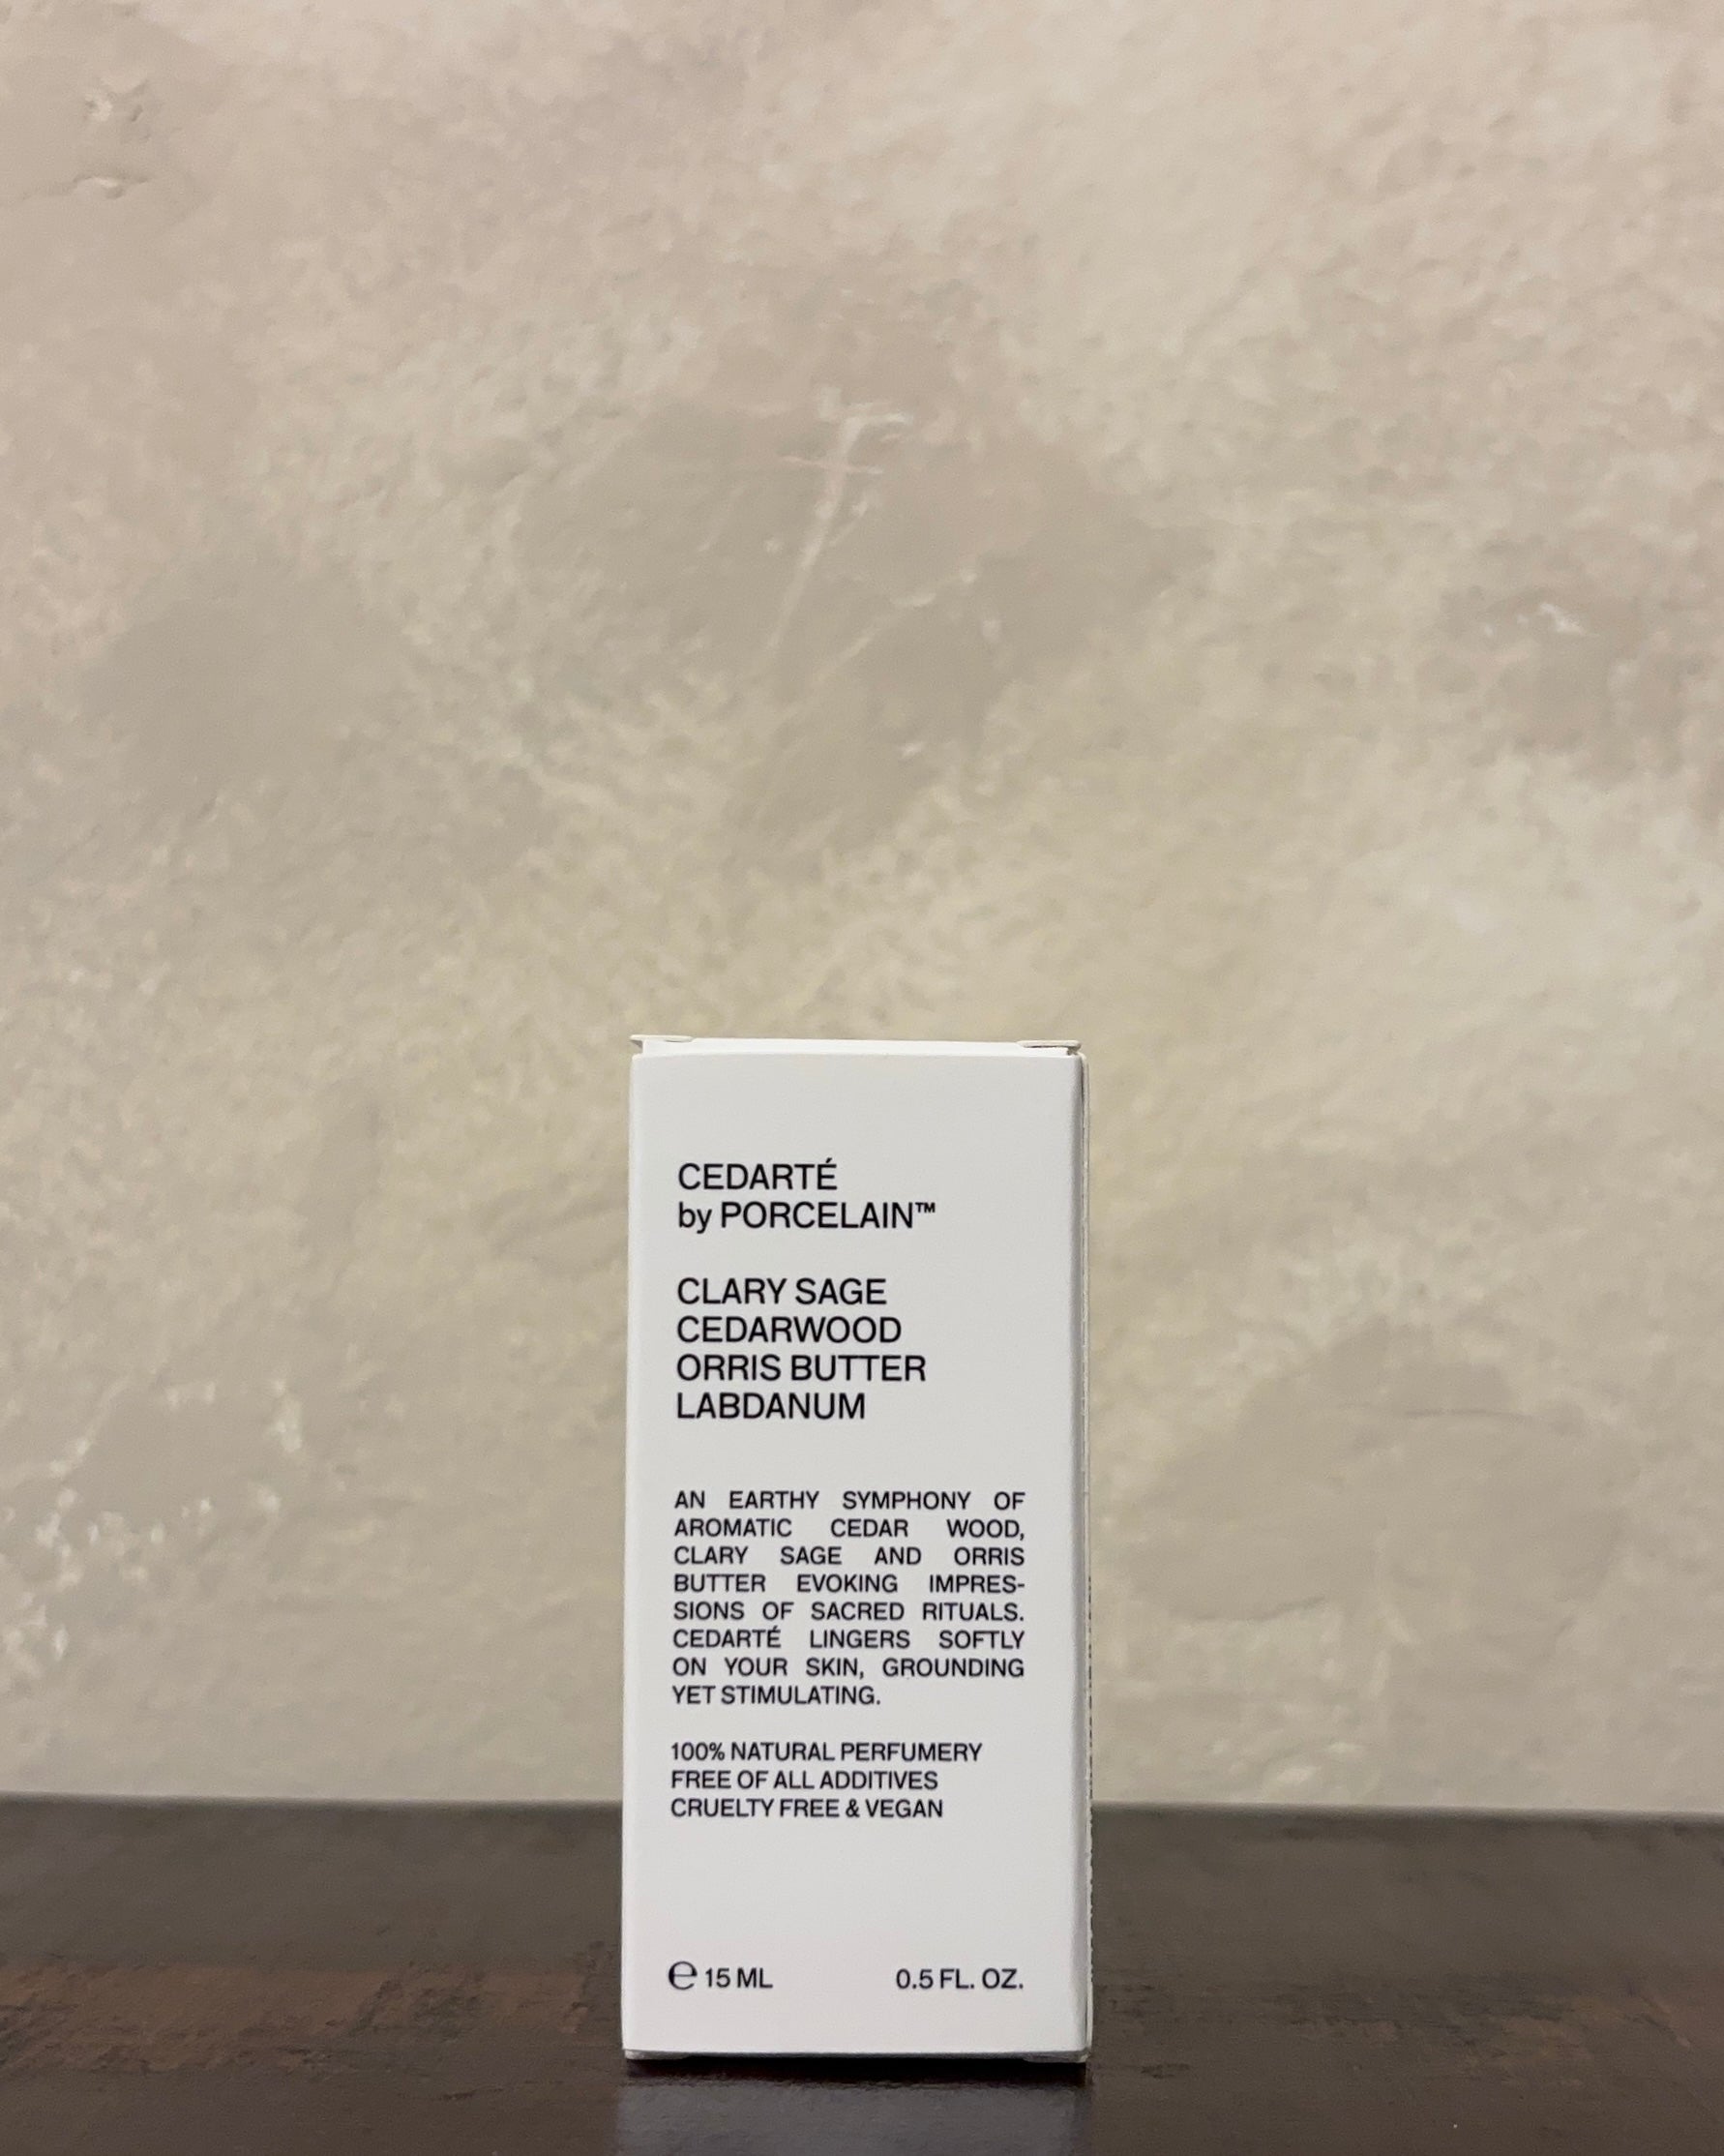 CEDARTÉ
by PORCELAIN™
CLARY SAGE
CEDARWOOD
ORRIS BUTTER
LABDANUM
AN EARTHY SYMPHONY OF
AROMATIC CEDAR WOOD,
CLARY SAGE AND ORRIS
BUTTER EVOKING IMPRES-
SIONS OF SACRED RITUALS.
CEDARTÉ LINGERS SOFTLY
ON YOUR SKIN, GROUNDING
YET STIMULATING.
100% NATURAL PERFUMERY
FREE OF ALL ADDITIVES
CRUELTY FREE & VEGAN
℮ 15 ML 0.5 FL. OZ.